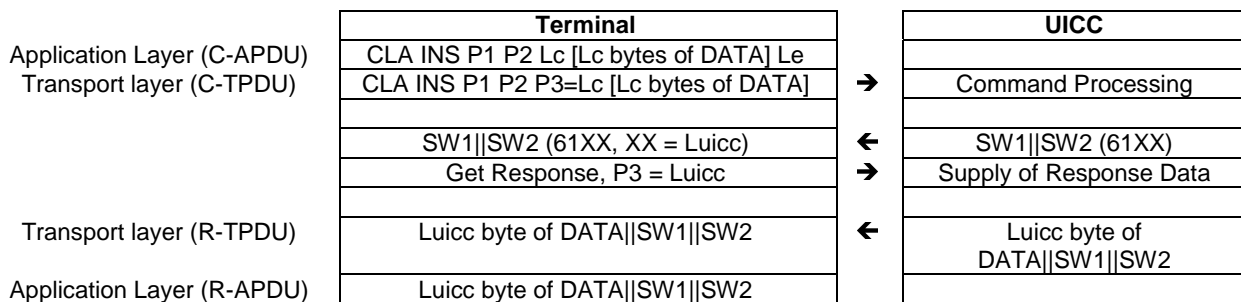 Terminal UICC
Application Layer (C-APDU) CLA INS P1 P2 Lc [Lc bytes of DATA] Le
Transport layer (C-TPDU) CLA INS P1 P2 P3=Lc [Lc bytes of DATA] ➔ Command Processing
SW1||SW2 (61XX, XX = Luicc) 🡸 SW1||SW2 (61XX)
Get Response, P3 = Luicc ➔ Supply of Response Data
Transport layer (R-TPDU) Luicc byte of DATA||SW1||SW2 🡸 Luicc byte of
DATA||SW1||SW2
Application Layer (R-APDU) Luicc byte of DATA||SW1||SW2